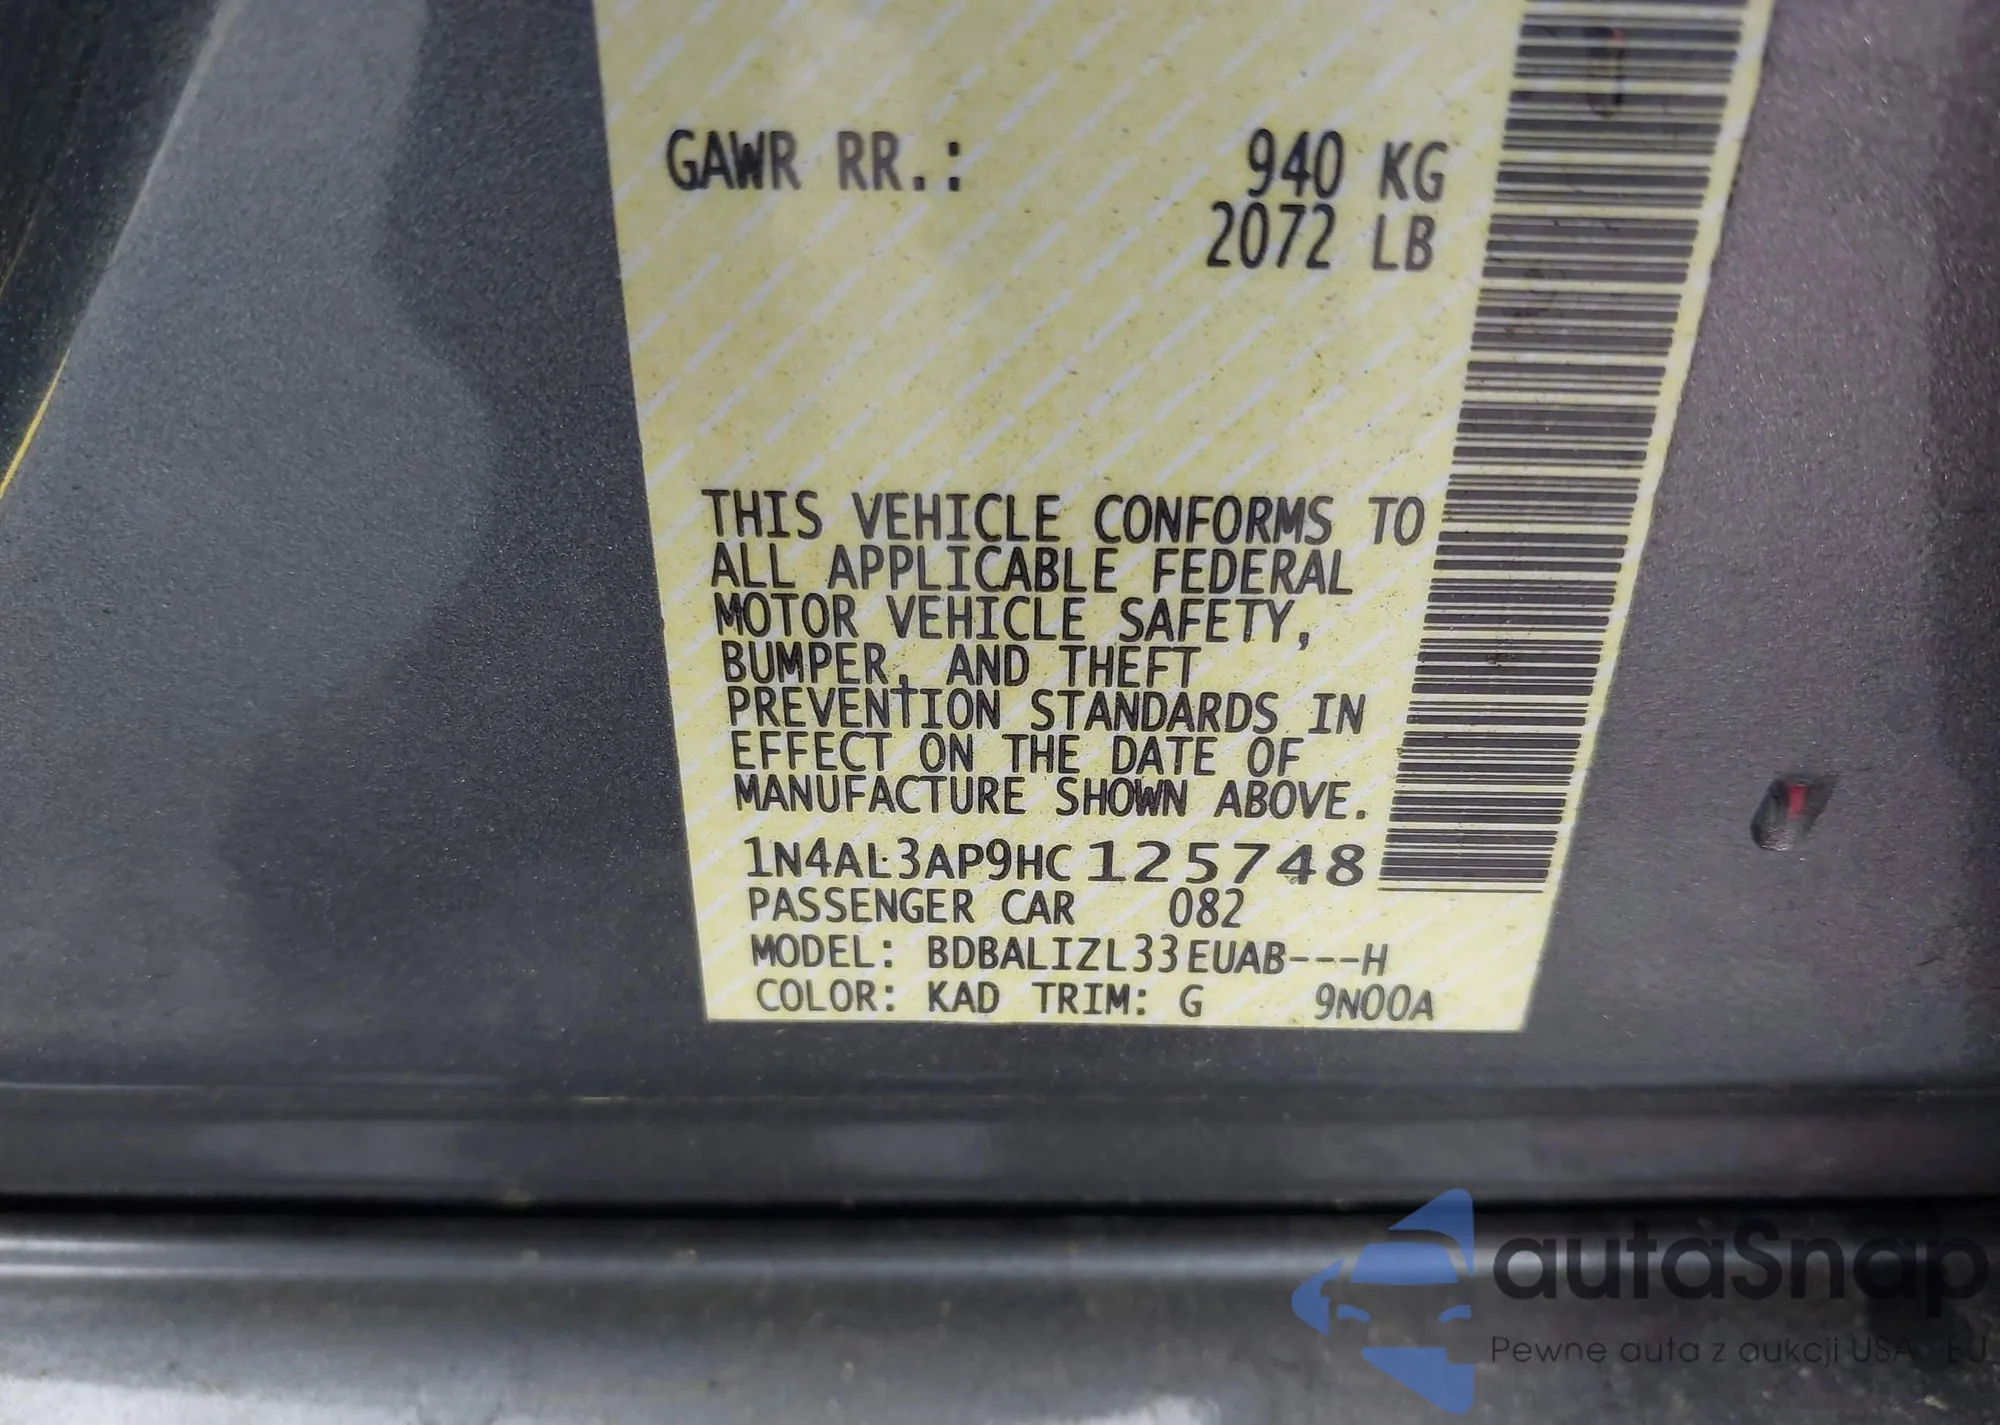 GAWR RR.: 940 KG
2072 LB
THIS VEHICLE CONFORMS TO
ALL APPLICABLE FEDERAL
MOTOR VEHICLE SAFETY,
BUMPER, AND THEFT
PREVENTION STANDARDS IN
EFFECT ON THE DATE OF
MANUFACTURE SHOWN ABOVE.
1N4AL3AP9HC125748
PASSENGER CAR 082
MODEL: BDBALIZL33EUAB---H
COLOR: KAD TRIM: G 9N00A
autaSnap
Pewne auta z aukcji USA i EU